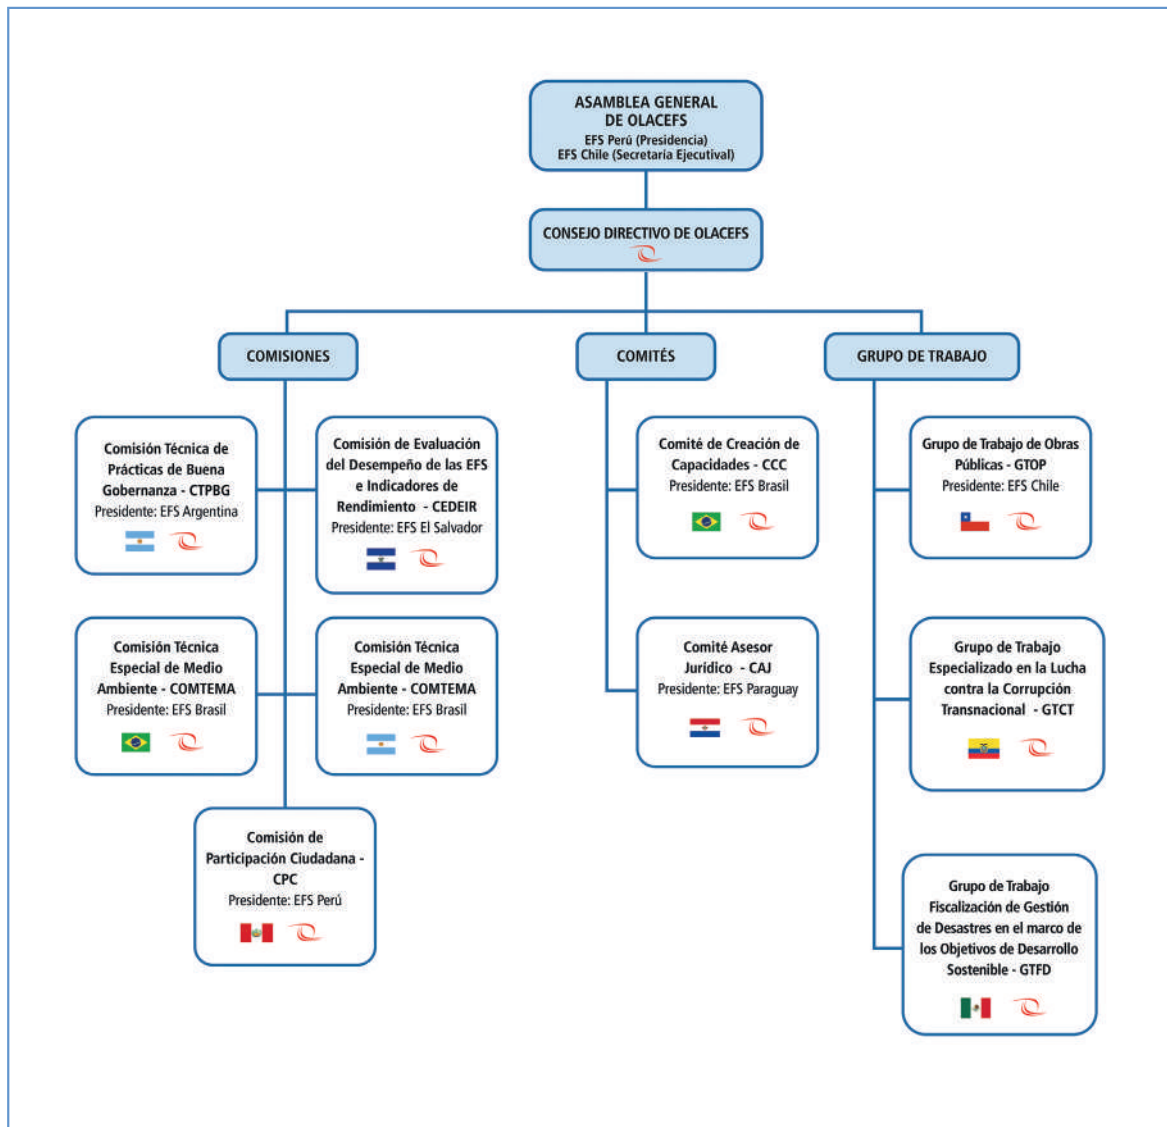 ASAMBLEA GENERAL
DE OLACEFS
EFS Perú (Presidencia)
EFS Chile (Secretaría Ejecutival)
CONSEJO DIRECTIVO DE OLACEFS
COMISIONES
COMITÉS
GRUPO DE TRABAJO
Comisión Técnica de
Prácticas de Buena
Gobernanza - CTPBG
Presidente: EFS Argentina
Comisión de Evaluación
del Desempeño de las EFS
e Indicadores de
Rendimiento - CEDEIR
Presidente: EFS El Salvador
Comisión Técnica
Especial de Medio
Ambiente - COMTEMA
Presidente: EFS Brasil
Comisión Técnica
Especial de Medio
Ambiente - COMTEMA
Presidente: EFS Brasil
Comisión de
Participación Ciudadana -
CPC
Presidente: EFS Perú
Comité de Creación de
Capacidades - CCC
Presidente: EFS Brasil
Comité Asesor
Jurídico - CAJ
Presidente: EFS Paraguay
Grupo de Trabajo de Obras
Públicas - GTOP
Presidente: EFS Chile
Grupo de Trabajo
Especializado en la Lucha
contra la Corrupción
Transnacional - GTCT
Grupo de Trabajo
Fiscalización de Gestión
de Desastres en el marco de
los Objetivos de Desarrollo
Sostenible - GTFD